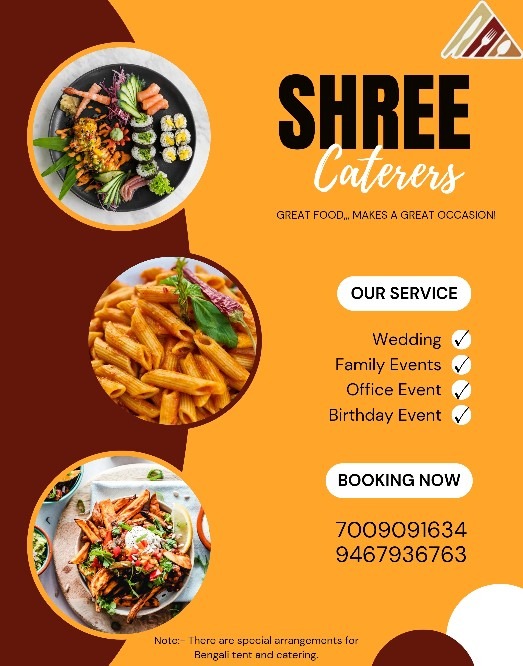 SHREE
Caterers
GREAT FOOD,,, MAKES A GREAT OCCASION!
OUR SERVICE
Wedding
Family Events
Office Event
Birthday Event
BOOKING NOW
7009091634
9467936763
Note:- There are special arrangements for
Bengali tent and catering.